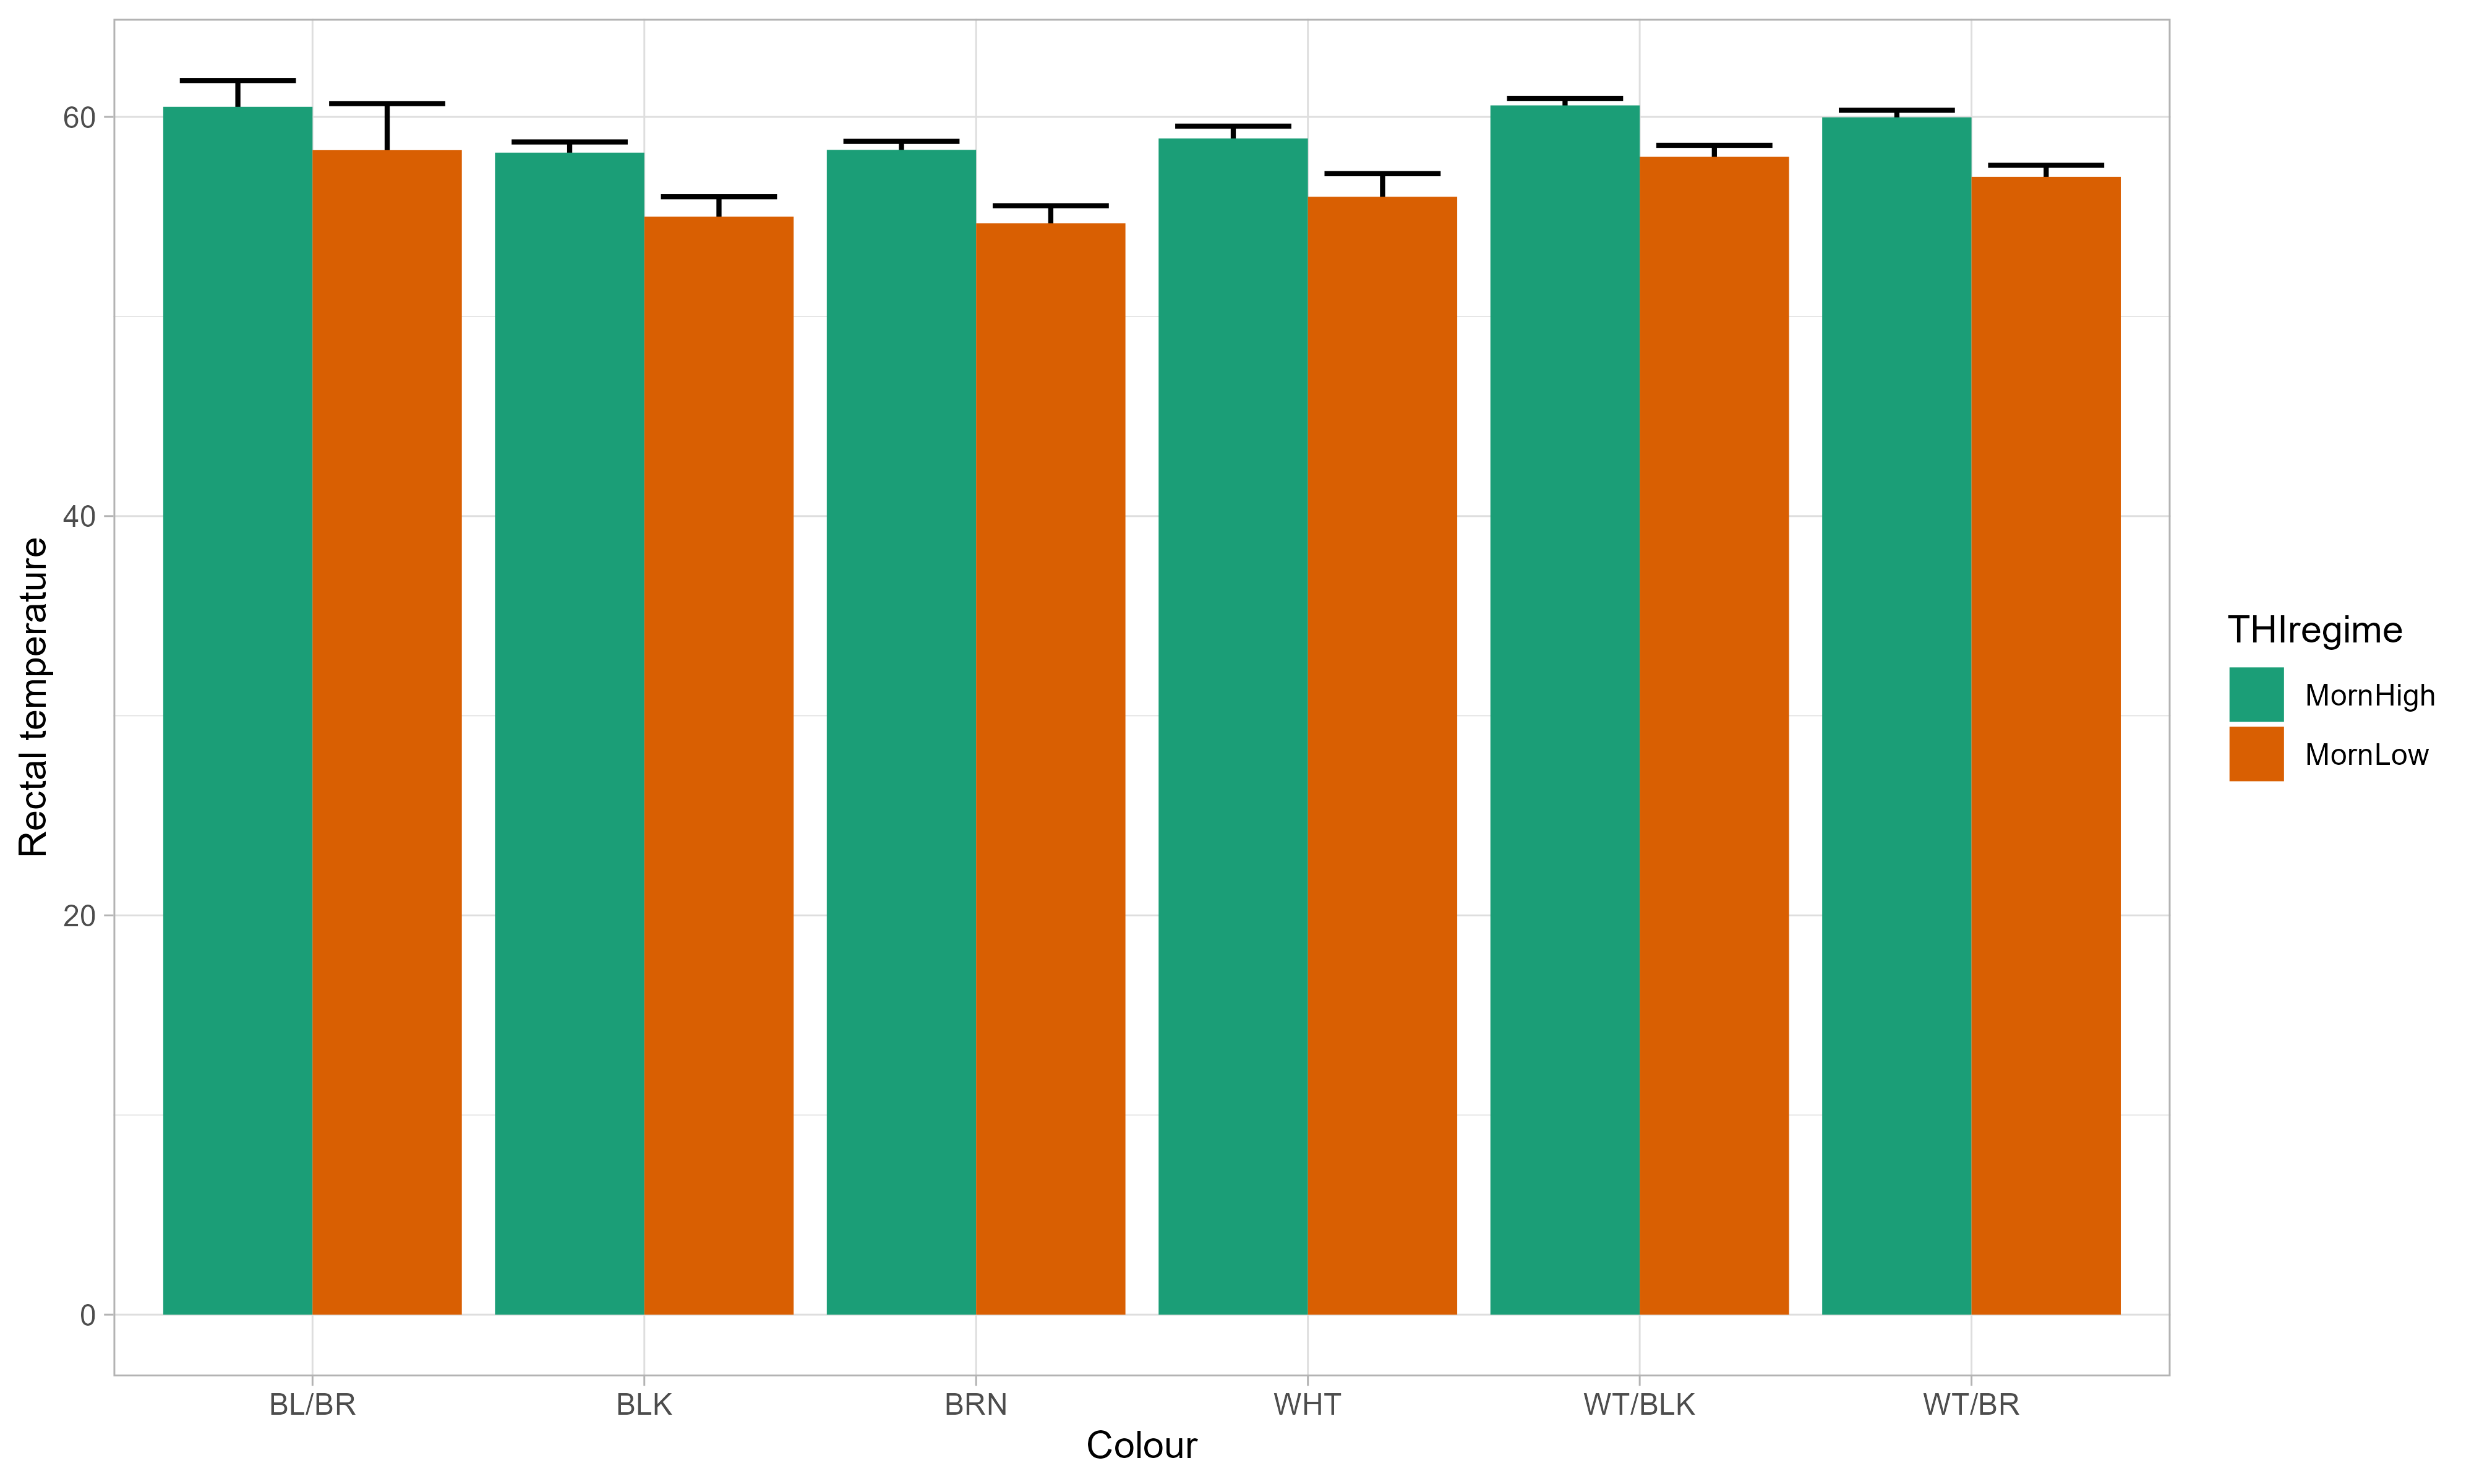 60
40
20
0
Rectal temperature
BL/BR BLK BRN WHT WT/BLK WT/BR
Colour
THIregime
MornHigh
MornLow